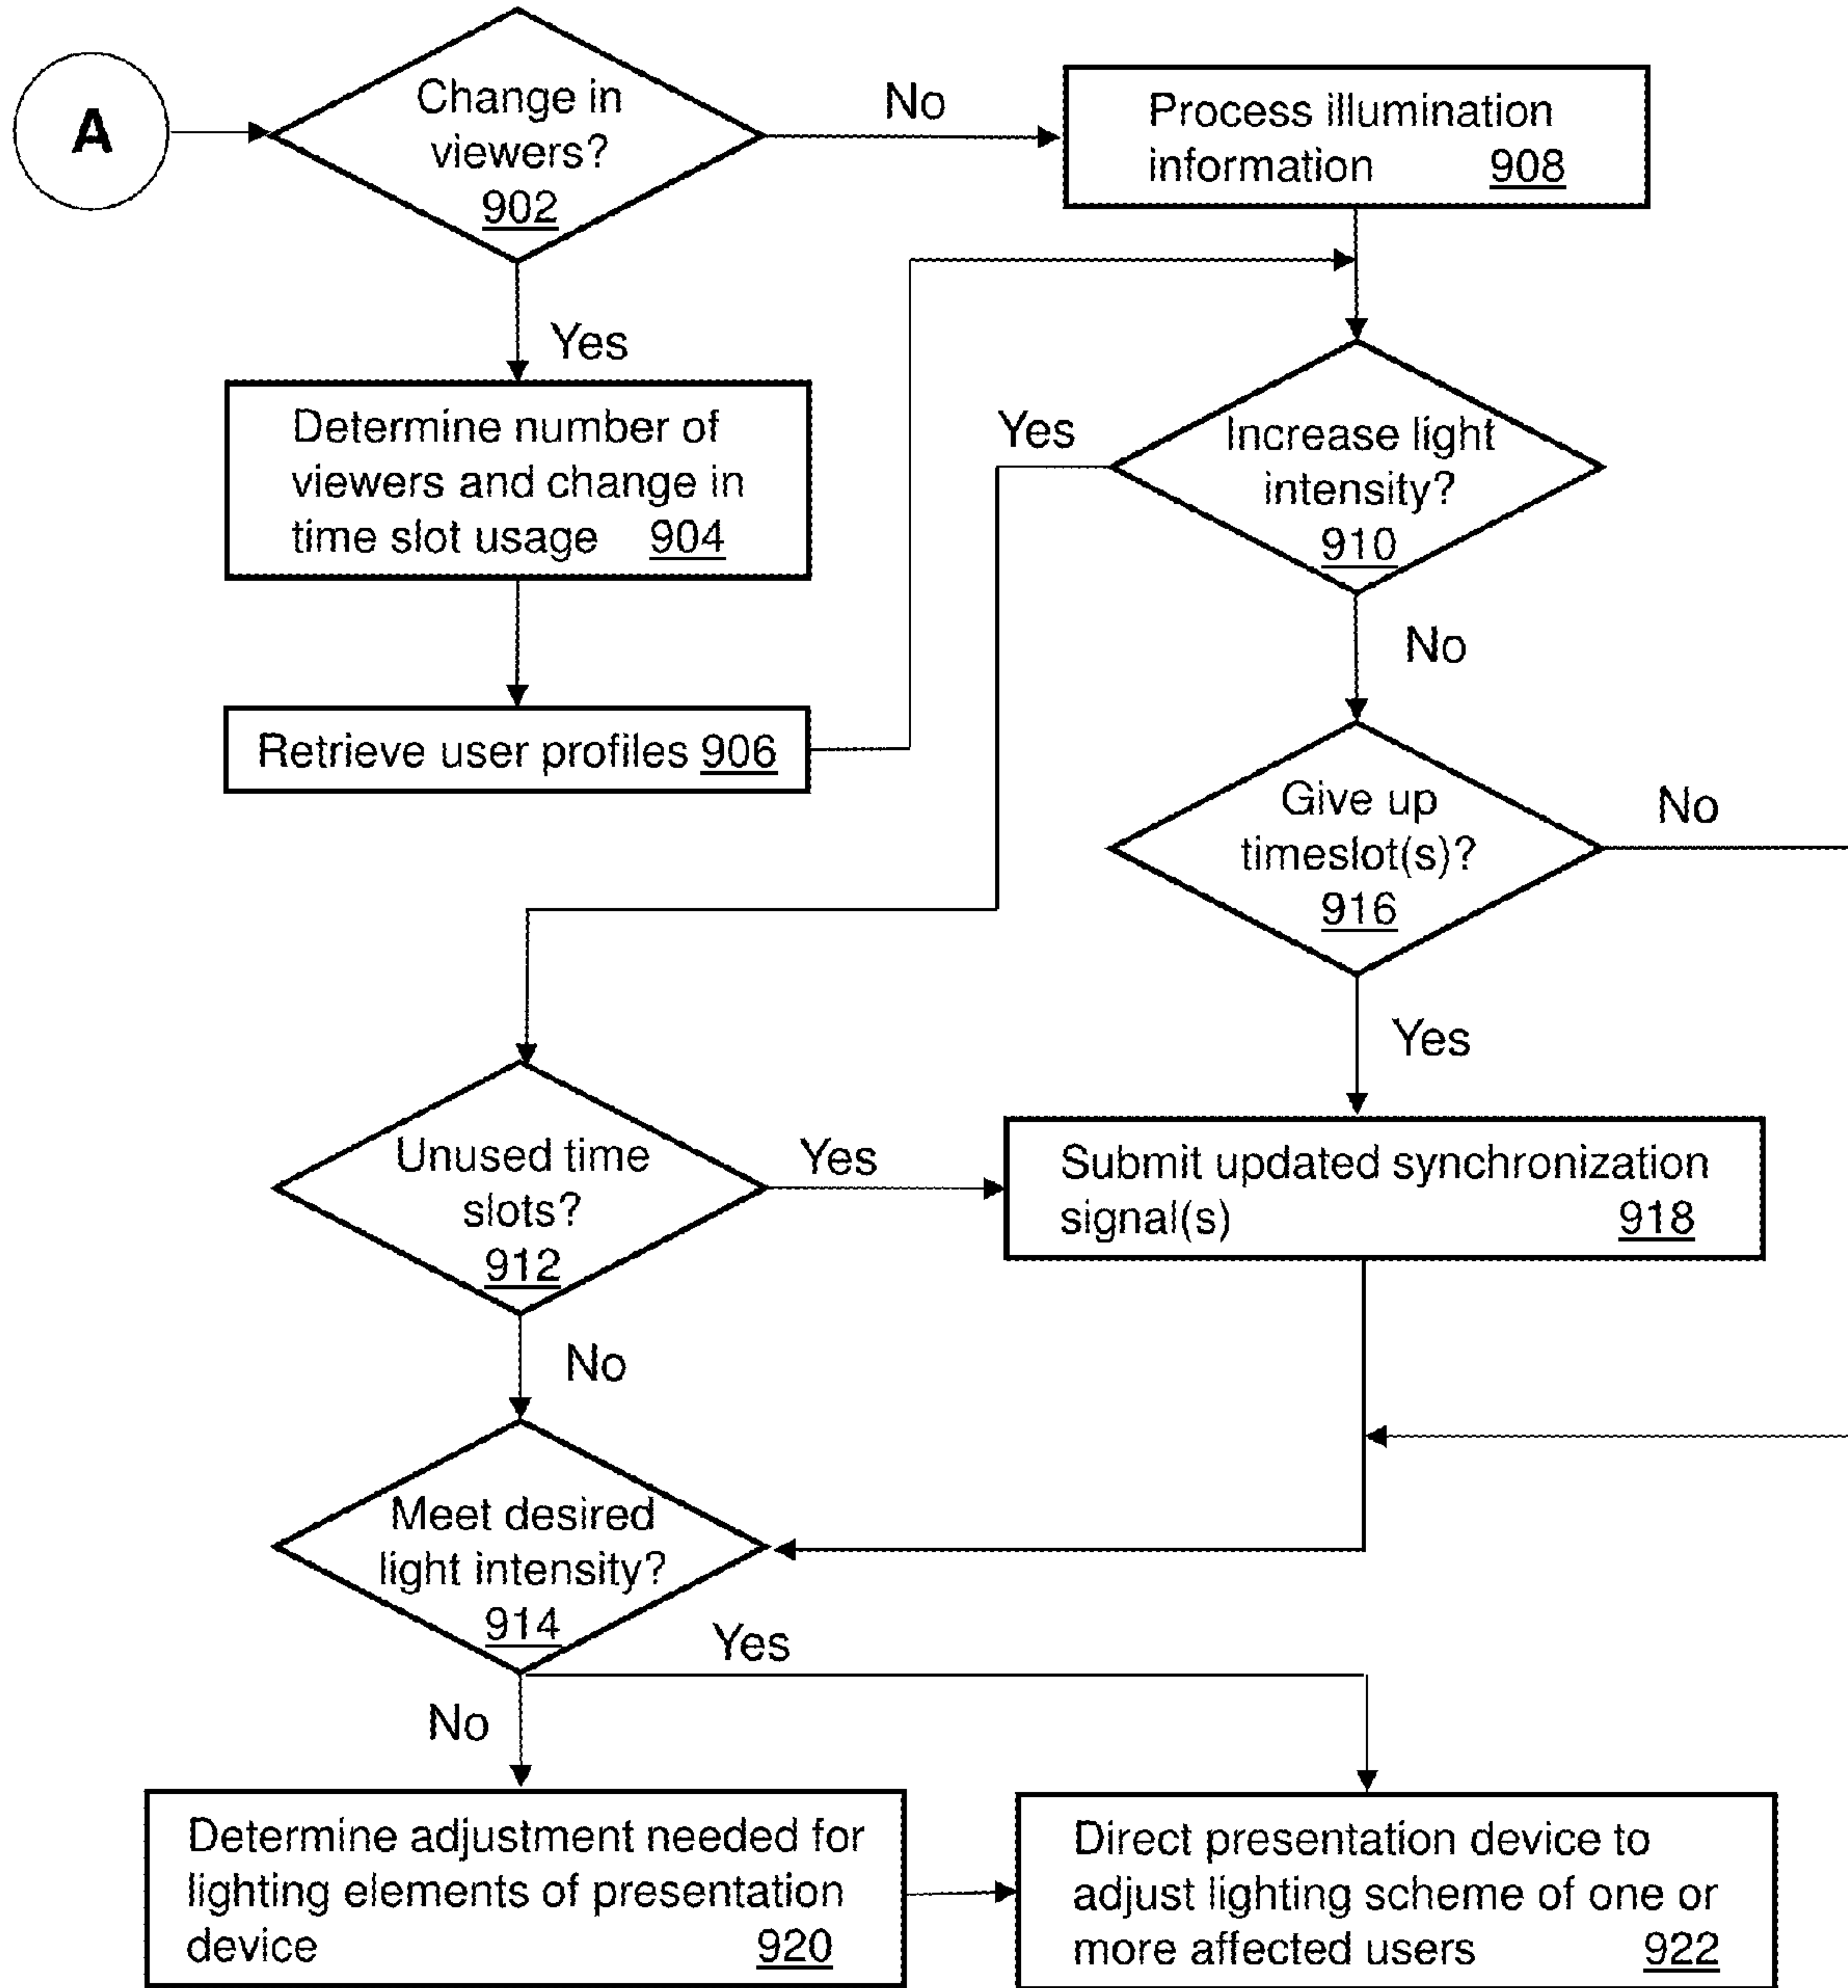 A
Change in
viewers?
902
No
Process illumination
information 908
Yes
Determine number of
viewers and change in
time slot usage 904
Retrieve user profiles 906
Yes
Increase light
intensity?
910
No
Give up
timeslot(s)?
916
No
Yes
Unused time
slots?
912
Yes
Submit updated synchronization
signal(s) 918
No
Meet desired
light intensity?
914
Yes
No
Determine adjustment needed for
lighting elements of presentation
device 920
Direct presentation device to
adjust lighting scheme of one or
more affected users 922